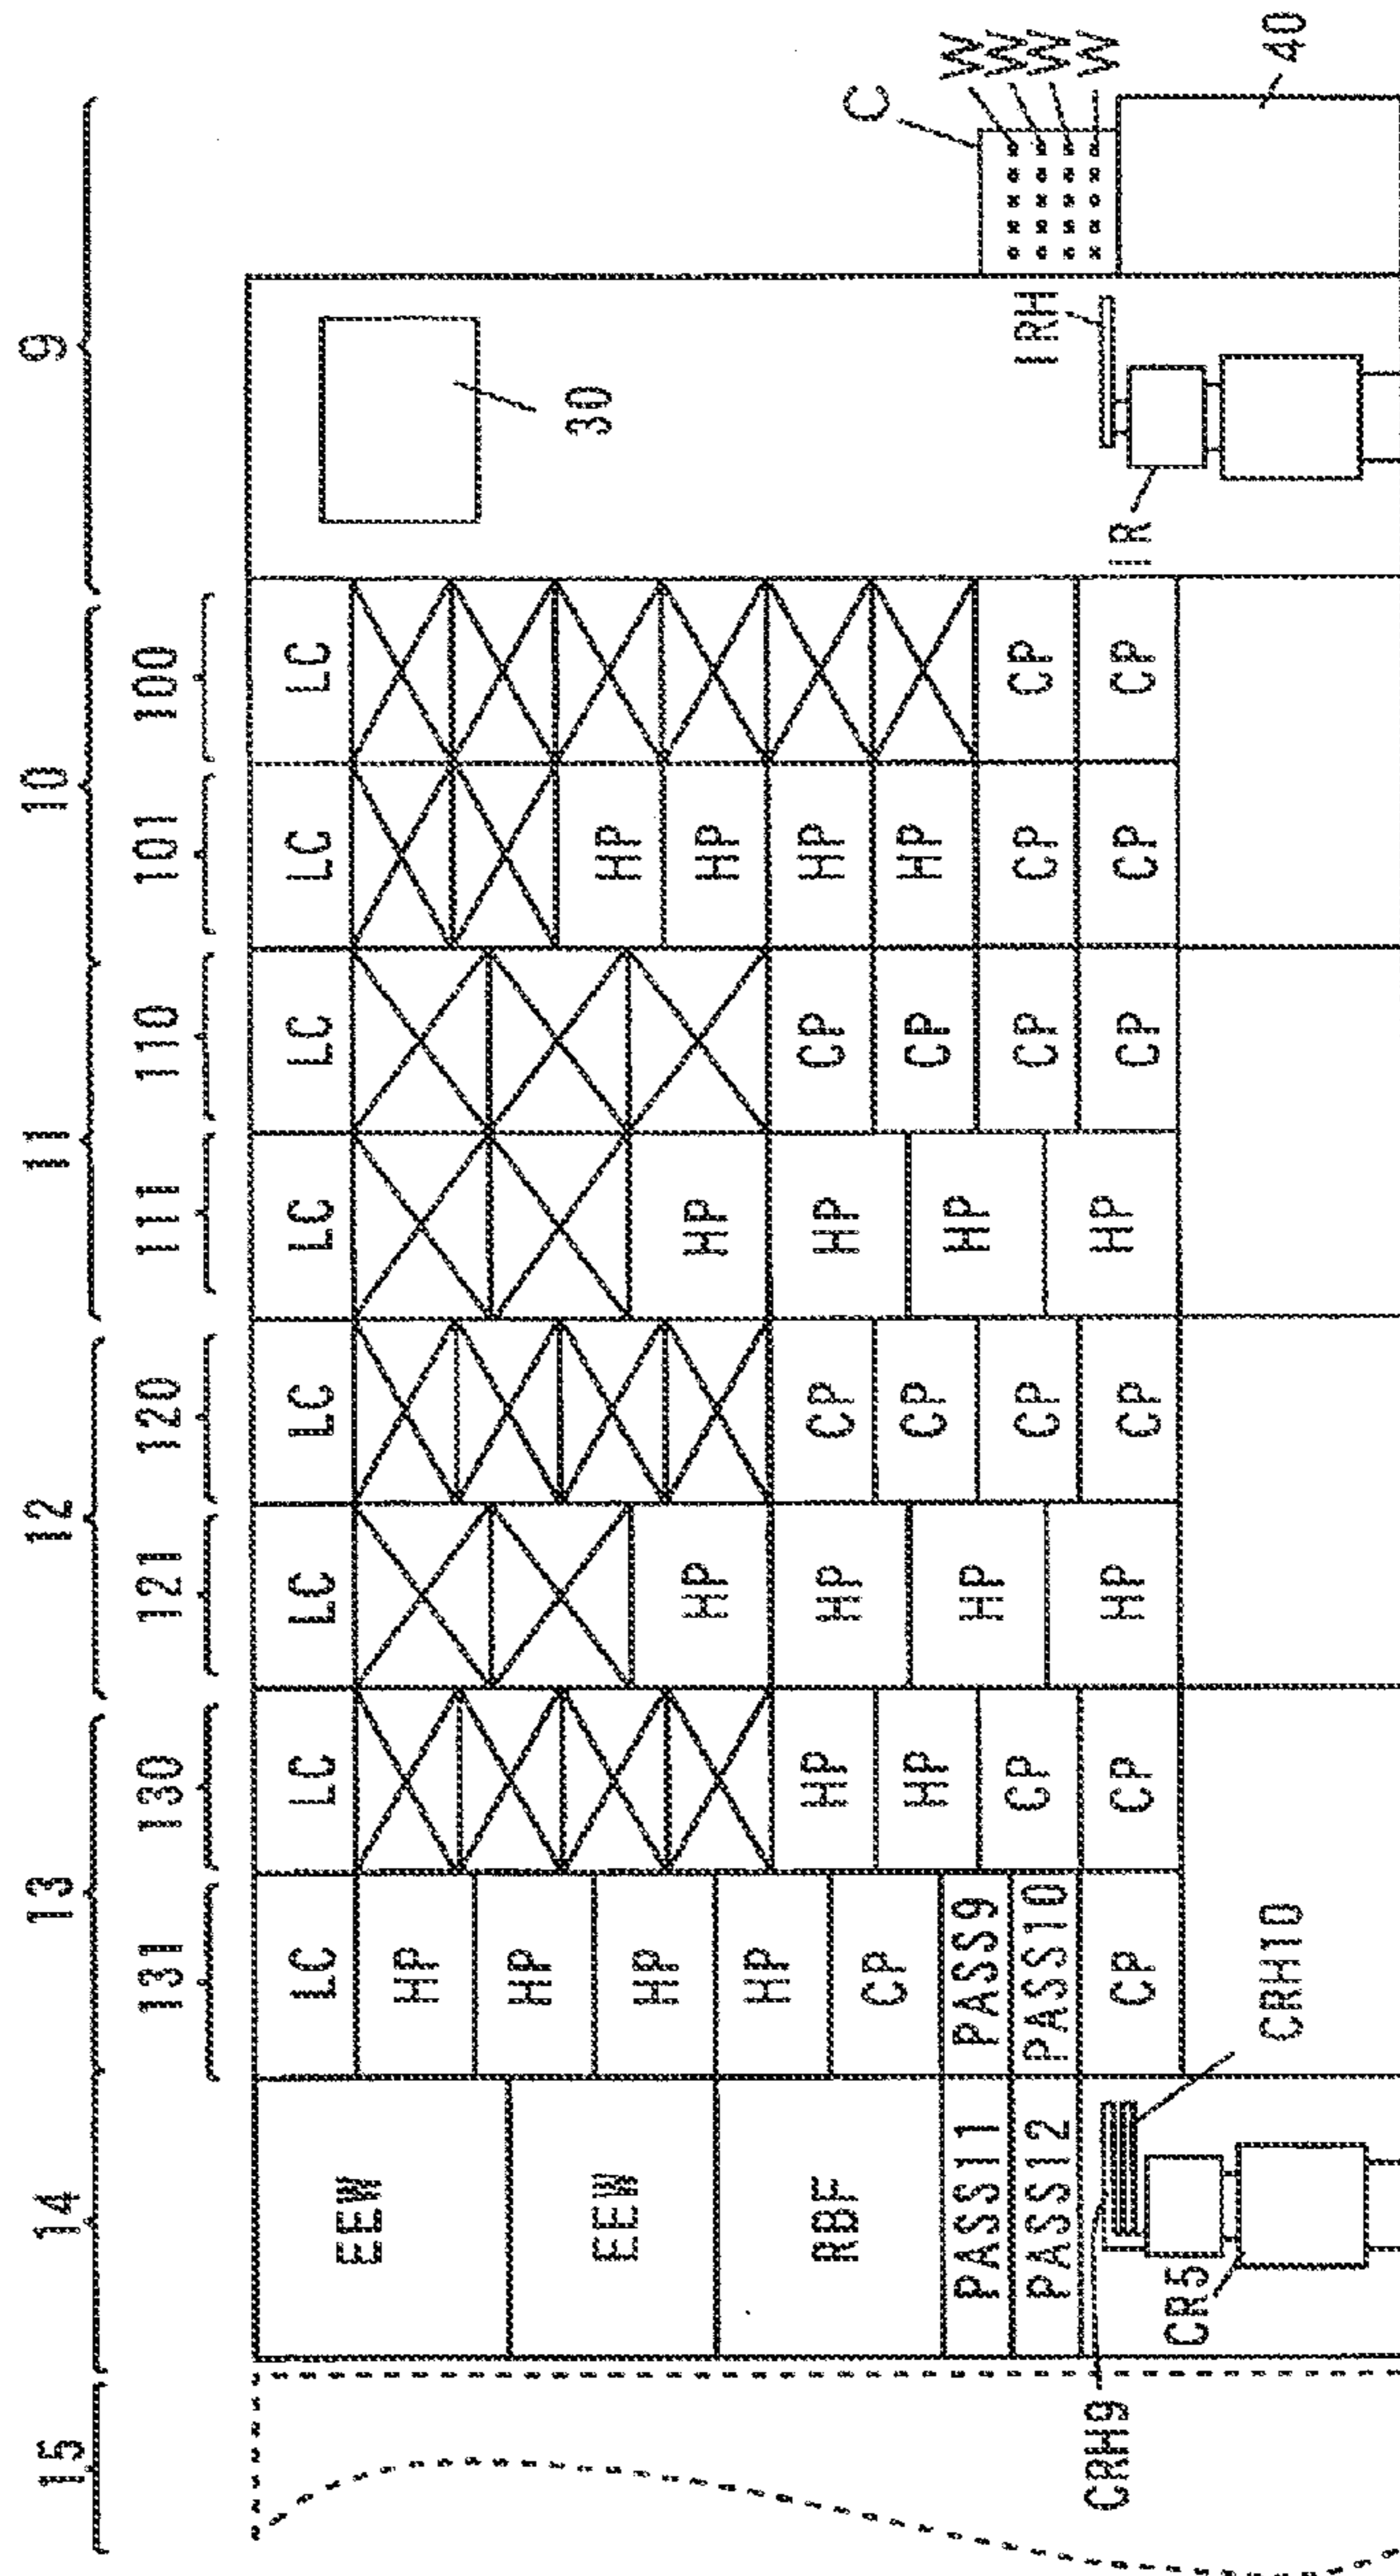 15 14 13 12 11 10 9
131 130 121 120 111 110 101 100
LC LC LC LC LC LC LC LC
EEW HP
HP 30
EEW HP HP
HP HP HP HP
RBF CP HP HP CP HP CP HP C
HP CP CP HP
PASS11 PASS9 HP HP W W W W
PASS12 PASS10 CP CP CP CP CP IRH
CP CP HP CP HP CP CP CP IR
CRH9 CR5 CRH10 40